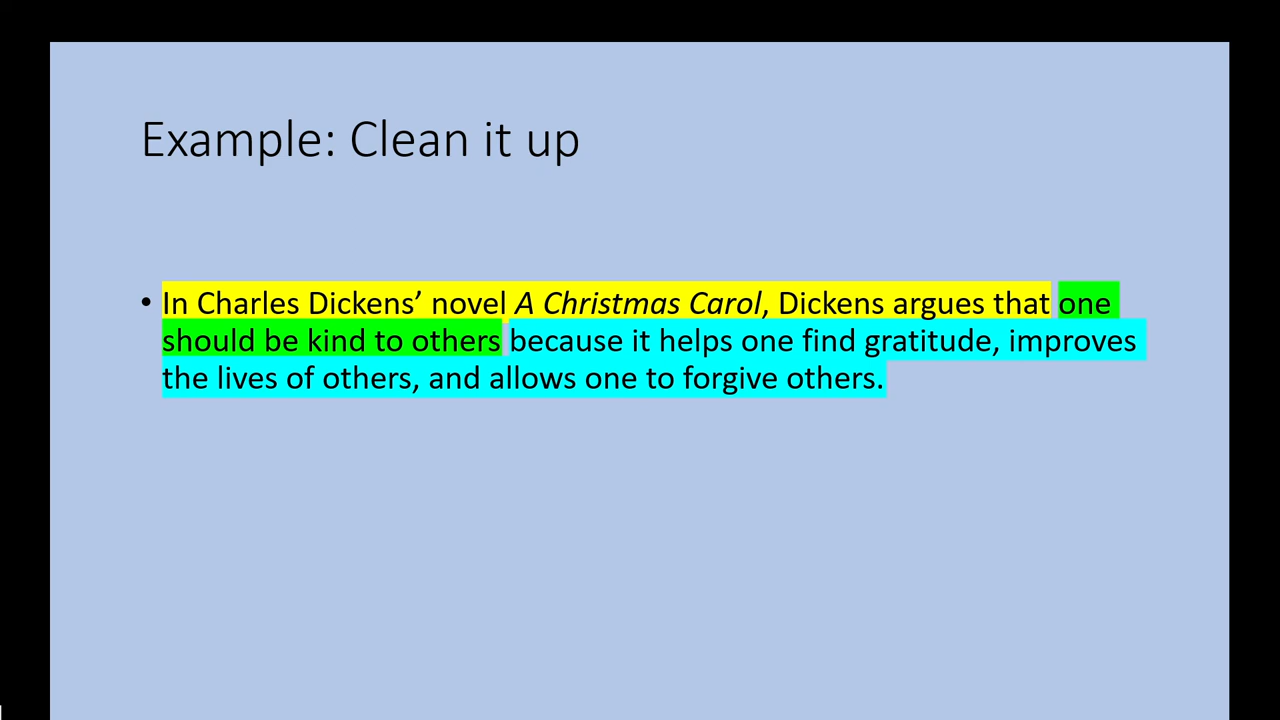 Example: Clean it up
• In Charles Dickens’ novel A Christmas Carol, Dickens argues that one
should be kind to others because it helps one find gratitude, improves
the lives of others, and allows one to forgive others.